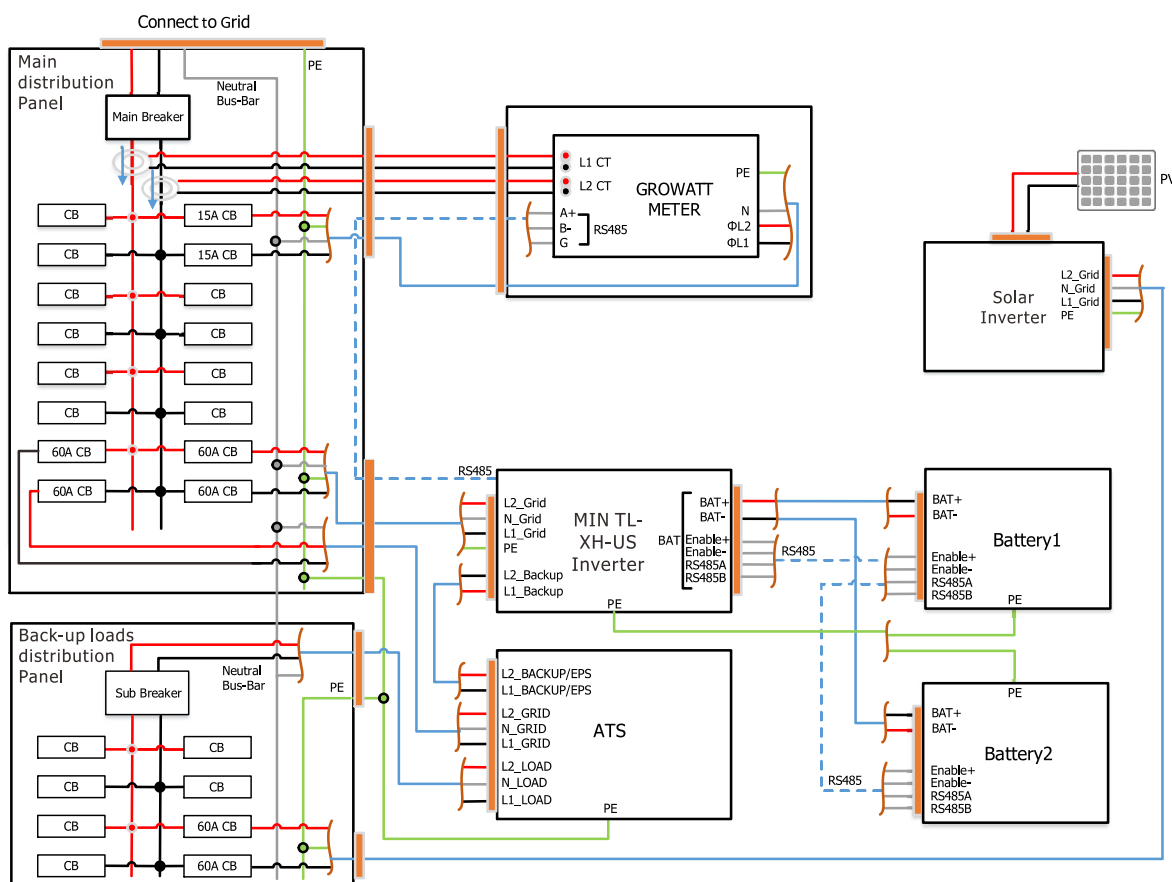 Connect to Grid
Main
distribution
Panel
PE
Neutral
Bus-Bar
Main Breaker
L1 CT
L2 CT
GROWATT
METER
PE
N
ΦL2
ΦL1
A+
B-
G
RS485
PV
L2_Grid
N_Grid
L1_Grid
PE
Solar
Inverter
CB
15A CB
CB
15A CB
CB
CB
CB
CB
CB
CB
CB
CB
60A CB
60A CB
60A CB
60A CB
RS485
L2_Grid
N_Grid
L1_Grid
PE
L2_Backup
L1_Backup
MIN TL-
XH-US
Inverter
BAT
BAT+
BAT-
Enable+
Enable-
RS485A
RS485B
PE
RS485
BAT+
BAT-
Enable+
Enable-
RS485A
RS485B
Battery1
PE
Back-up loads
distribution
Panel
Neutral
Bus-Bar
PE
Sub Breaker
L2_BACKUP/EPS
L1_BACKUP/EPS
L2_GRID
N_GRID
L1_GRID
L2_LOAD
N_LOAD
L1_LOAD
ATS
PE
PE
BAT+
BAT-
Battery2
RS485
Enable+
Enable-
RS485A
RS485B
CB
CB
CB
CB
CB
60A CB
CB
60A CB